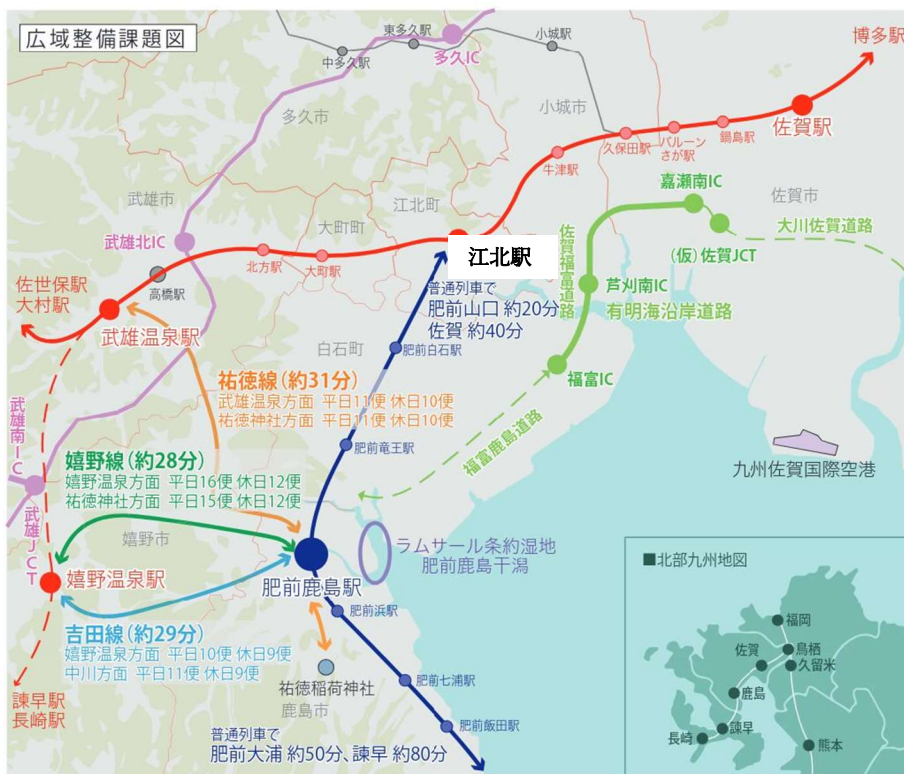 広域整備課題図
東多久駅
多久IC
小城駅
中多久駅
博多駅
多久市
小城市
佐賀駅
鍋島駅
バルーン
さが駅
久保田駅
牛津駅
嘉瀬南IC
佐賀市
武雄市
江北町
大町町
大川佐賀道路
武雄北IC
佐賀福富道路
(仮)佐賀JCT
江北駅
北方駅
大町駅
高橋駅
佐世保駅
大村駅
武雄温泉駅
普通列車で
肥前山口 約20分
佐賀 約40分
芦刈南IC
有明海沿岸道路
白石町
肥前白石駅
福富IC
祐徳線(約31分)
武雄温泉方面 平日11便 休日10便
祐徳神社方面 平日11便 休日10便
武雄南IC
福富鹿島道路
肥前竜王駅
九州佐賀国際空港
嬉野線(約28分)
嬉野温泉方面 平日16便 休日12便
祐徳神社方面 平日15便 休日12便
武雄JCT
嬉野市
ラムサール条約湿地
肥前鹿島干潟
嬉野温泉駅
肥前鹿島駅
肥前浜駅
吉田線(約29分)
嬉野温泉方面 平日10便 休日9便
中川方面 平日11便 休日9便
祐徳稲荷神社
鹿島市
肥前七浦駅
諫早駅
長崎駅
肥前飯田駅
普通列車で
肥前大浦 約50分、諫早 約80分
■北部九州地図
福岡
佐賀
鳥栖
久留米
鹿島
諫早
長崎
熊本